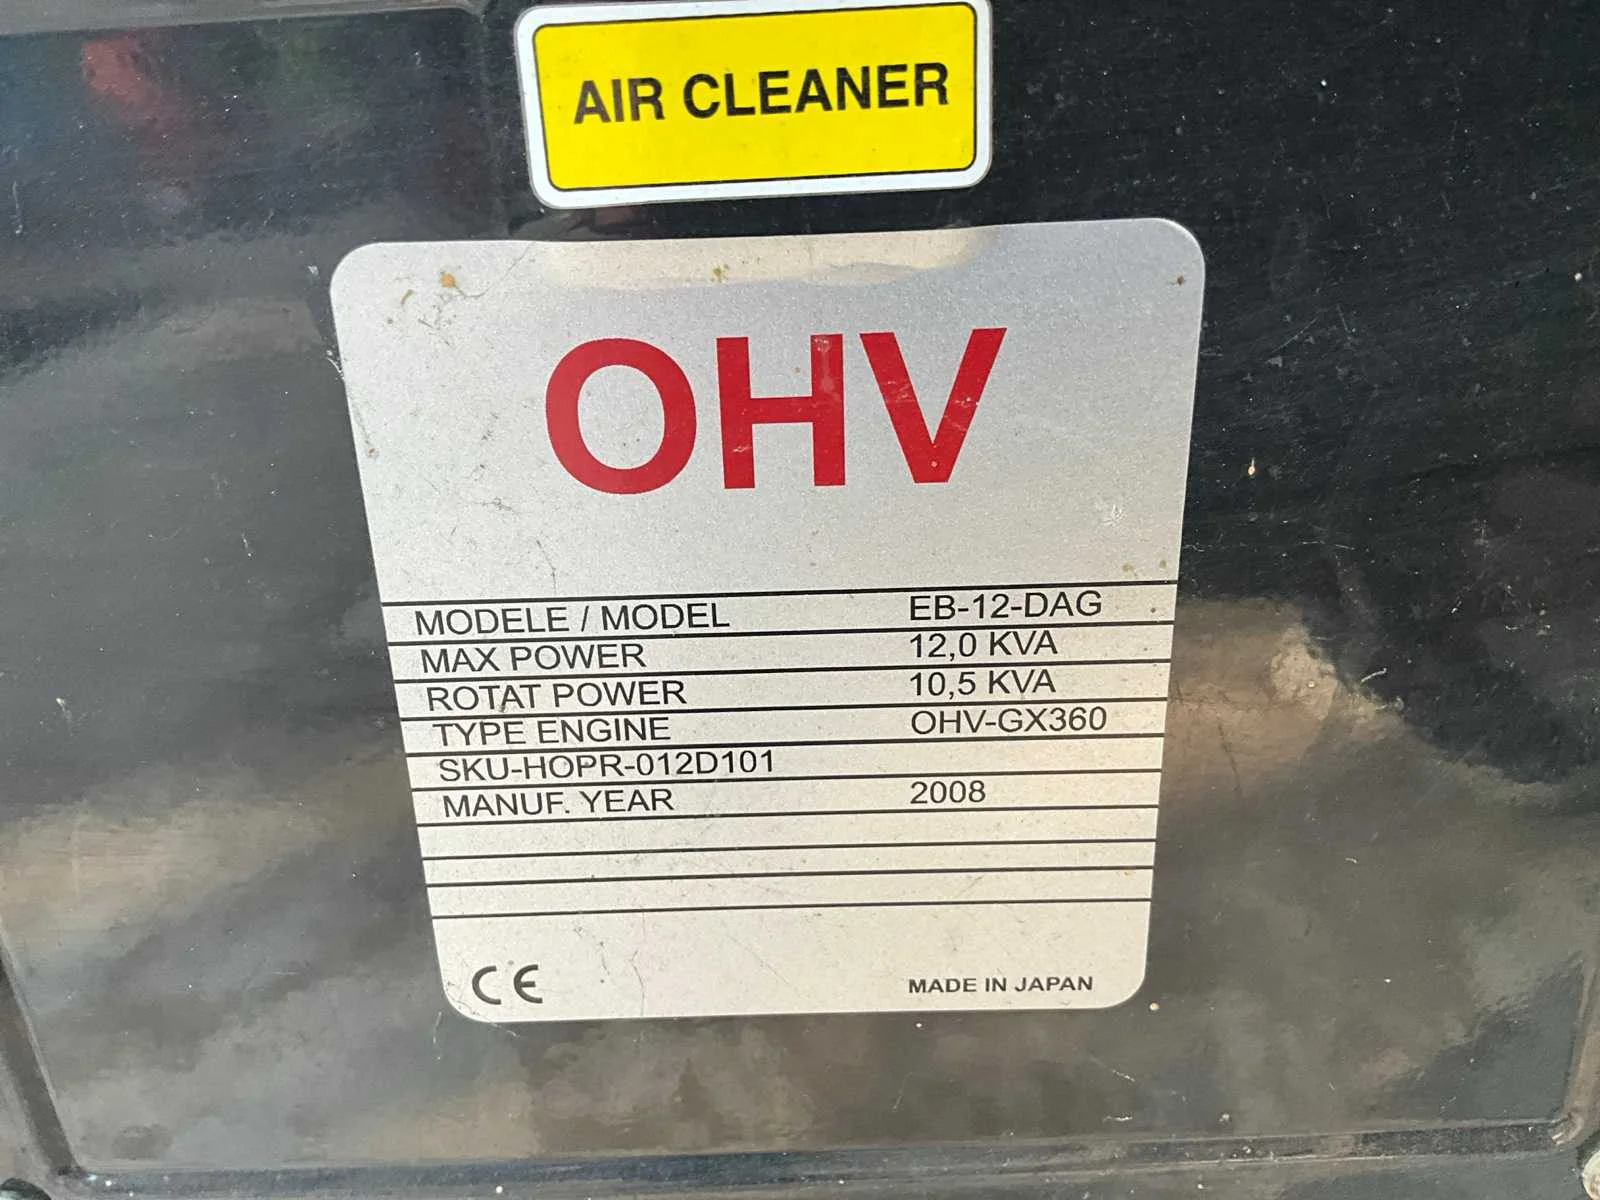 AIR CLEANER
OHV
MODELE / MODEL EB-12-DAG
MAX POWER 12,0 KVA
ROTAT POWER 10,5 KVA
TYPE ENGINE OHV-GX360
SKU-HOPR-012D101
MANUF. YEAR 2008
CE MADE IN JAPAN